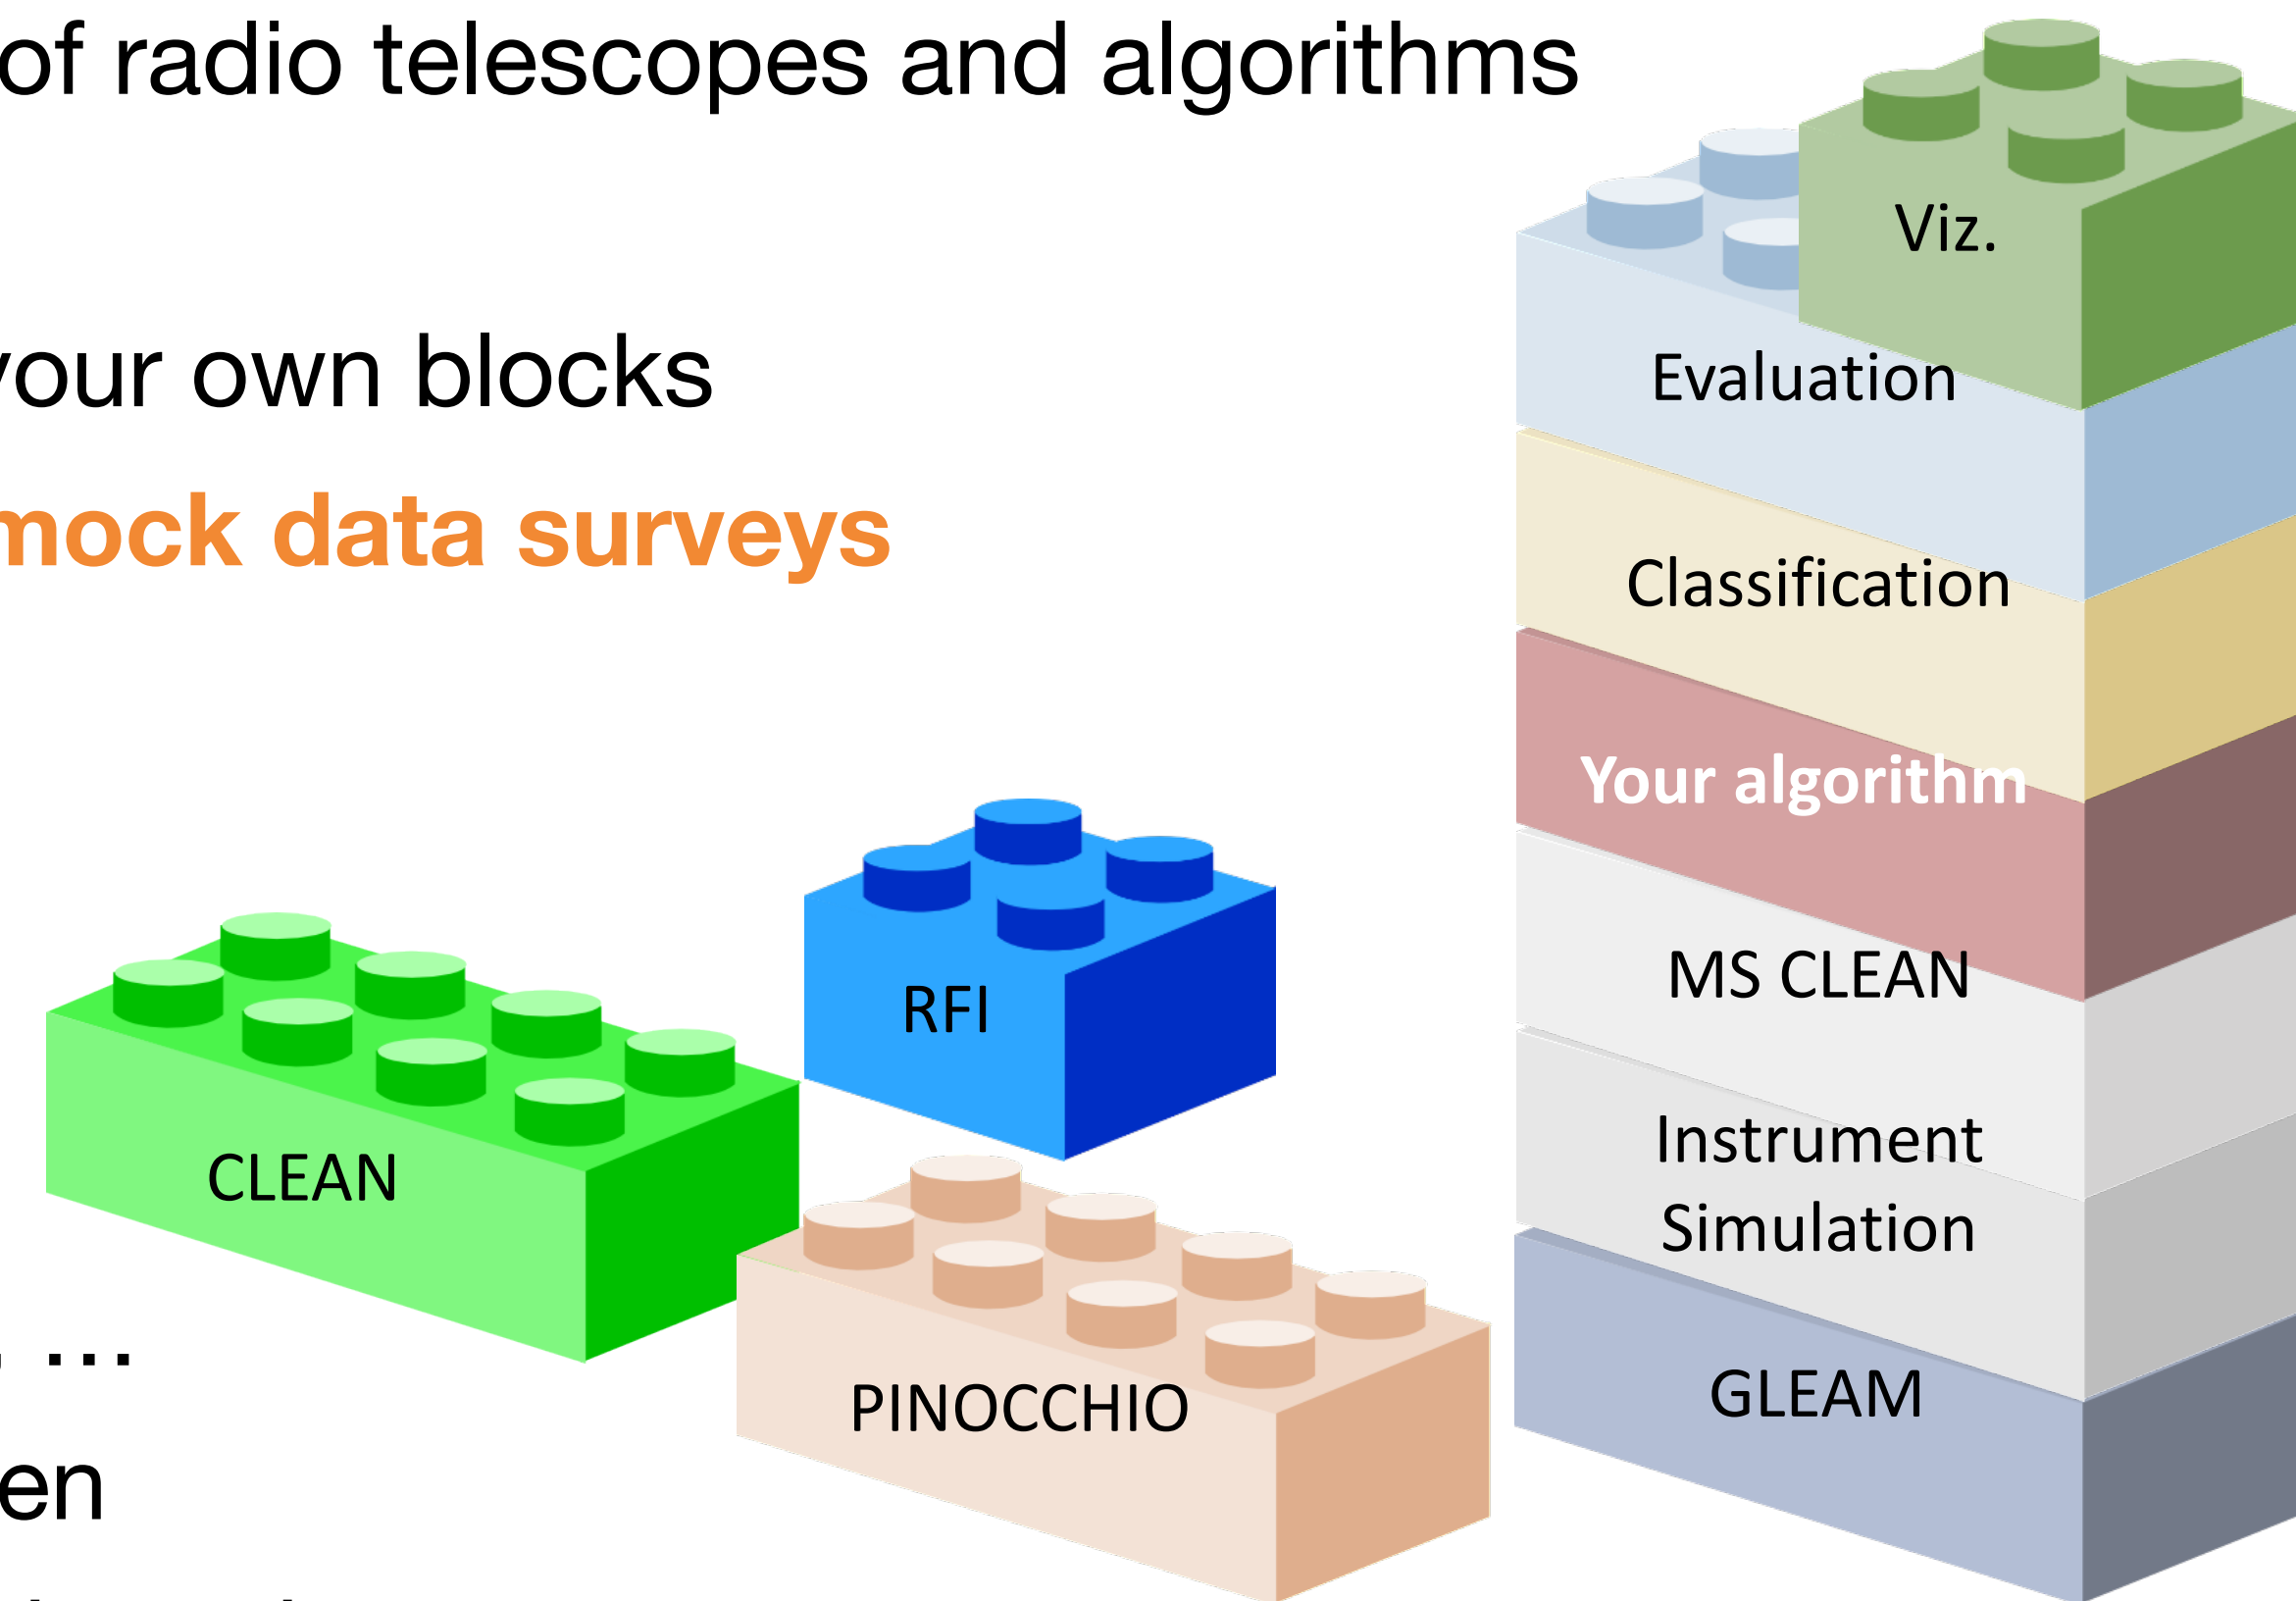 of radio telescopes and algorithms
your own blocks
mock data surveys
, ...
en
Viz.
Evaluation
Classification
Your algorithm
MS CLEAN
Instrument
Simulation
GLEAM
RFI
CLEAN
PINOCCHIO